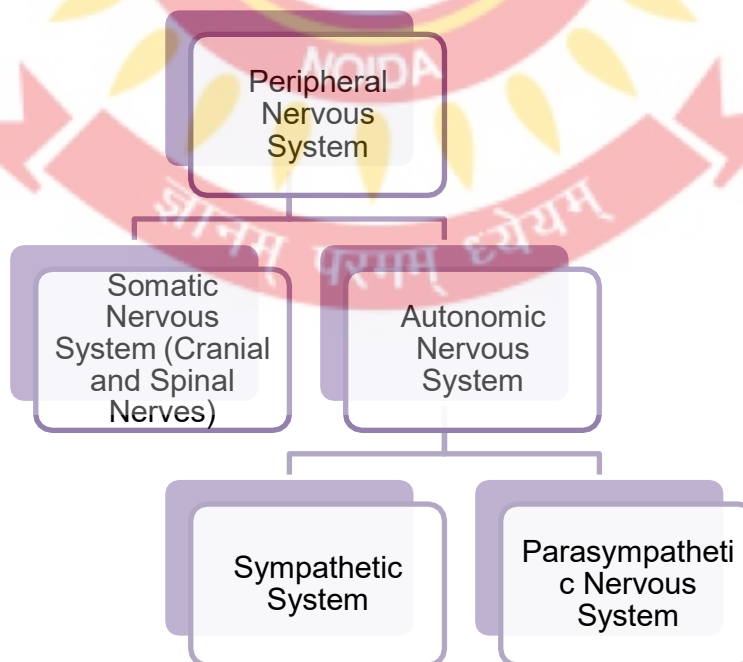 NOIDA
Peripheral
Nervous
System
ज्ञानम् परमम् ध्येयम्
Somatic
Nervous
System (Cranial
and Spinal
Nerves)
Autonomic
Nervous
System
Sympathetic
System
Parasympatheti
c Nervous
System